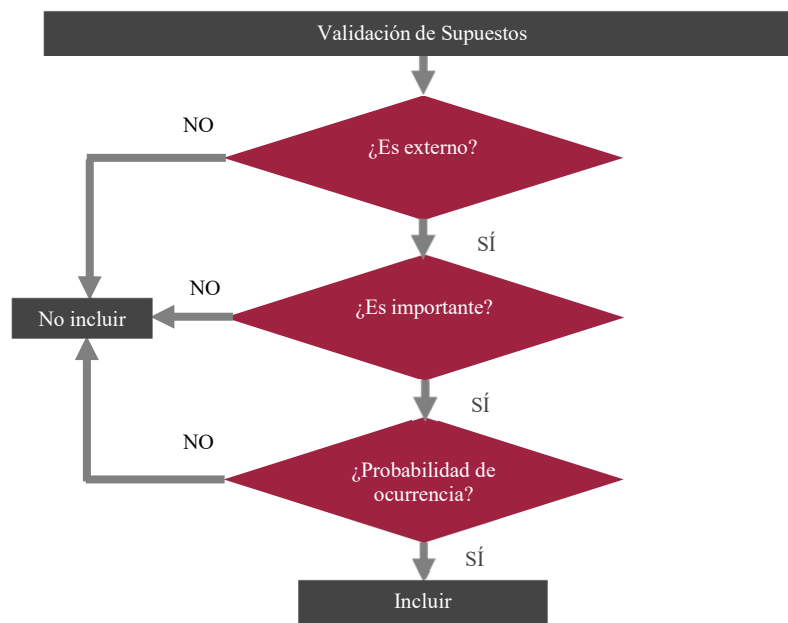 Validación de Supuestos
NO
¿Es externo?
SÍ
NO
¿Es importante?
No incluir
SÍ
NO
¿Probabilidad de
ocurrencia?
SÍ
Incluir